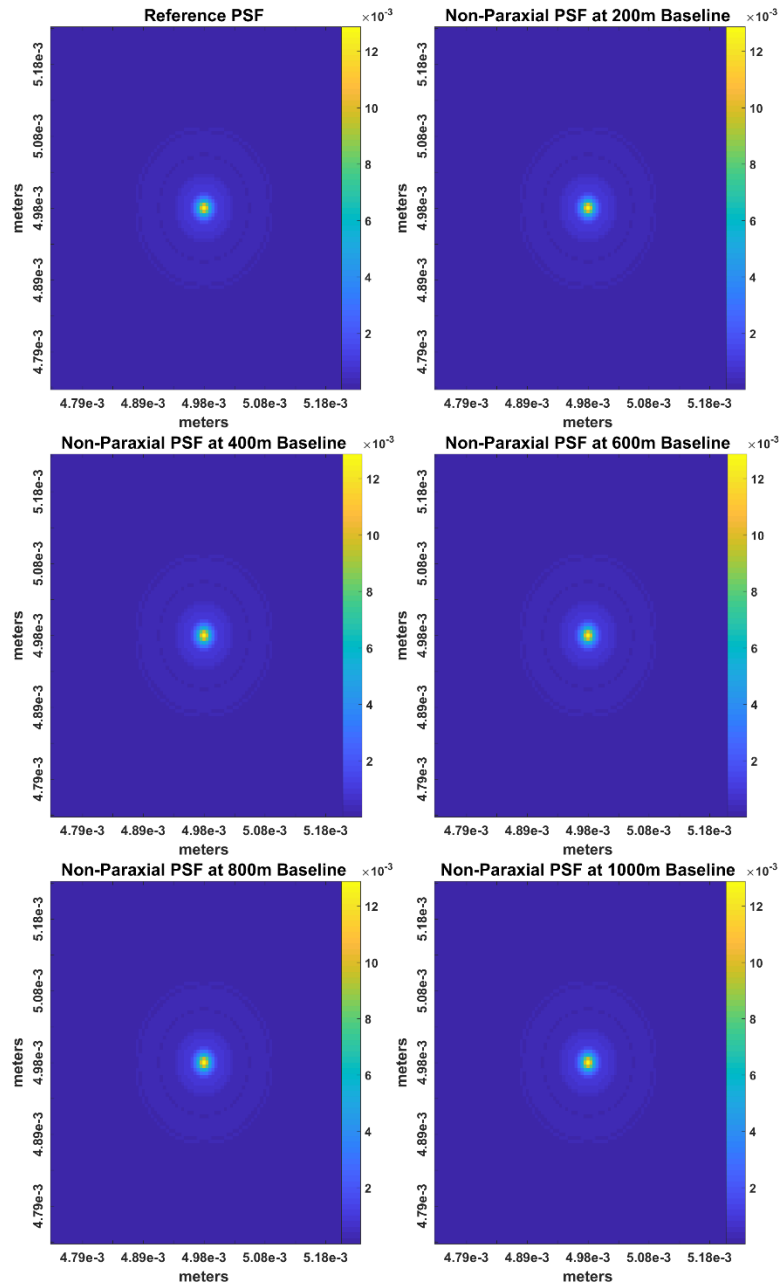 Reference PSF
×10⁻³
12
10
8
6
4
2
5.18e-3
5.08e-3
4.98e-3
4.89e-3
4.79e-3
meters
4.79e-3 4.89e-3 4.98e-3 5.08e-3 5.18e-3
meters
Non-Paraxial PSF at 200m Baseline
×10⁻³
12
10
8
6
4
2
5.18e-3
5.08e-3
4.98e-3
4.89e-3
4.79e-3
meters
4.79e-3 4.89e-3 4.98e-3 5.08e-3 5.18e-3
meters
Non-Paraxial PSF at 400m Baseline
×10⁻³
12
10
8
6
4
2
5.18e-3
5.08e-3
4.98e-3
4.89e-3
4.79e-3
meters
4.79e-3 4.89e-3 4.98e-3 5.08e-3 5.18e-3
meters
Non-Paraxial PSF at 600m Baseline
×10⁻³
12
10
8
6
4
2
5.18e-3
5.08e-3
4.98e-3
4.89e-3
4.79e-3
meters
4.79e-3 4.89e-3 4.98e-3 5.08e-3 5.18e-3
meters
Non-Paraxial PSF at 800m Baseline
×10⁻³
12
10
8
6
4
2
5.18e-3
5.08e-3
4.98e-3
4.89e-3
4.79e-3
meters
4.79e-3 4.89e-3 4.98e-3 5.08e-3 5.18e-3
meters
Non-Paraxial PSF at 1000m Baseline
×10⁻³
12
10
8
6
4
2
5.18e-3
5.08e-3
4.98e-3
4.89e-3
4.79e-3
meters
4.79e-3 4.89e-3 4.98e-3 5.08e-3 5.18e-3
meters